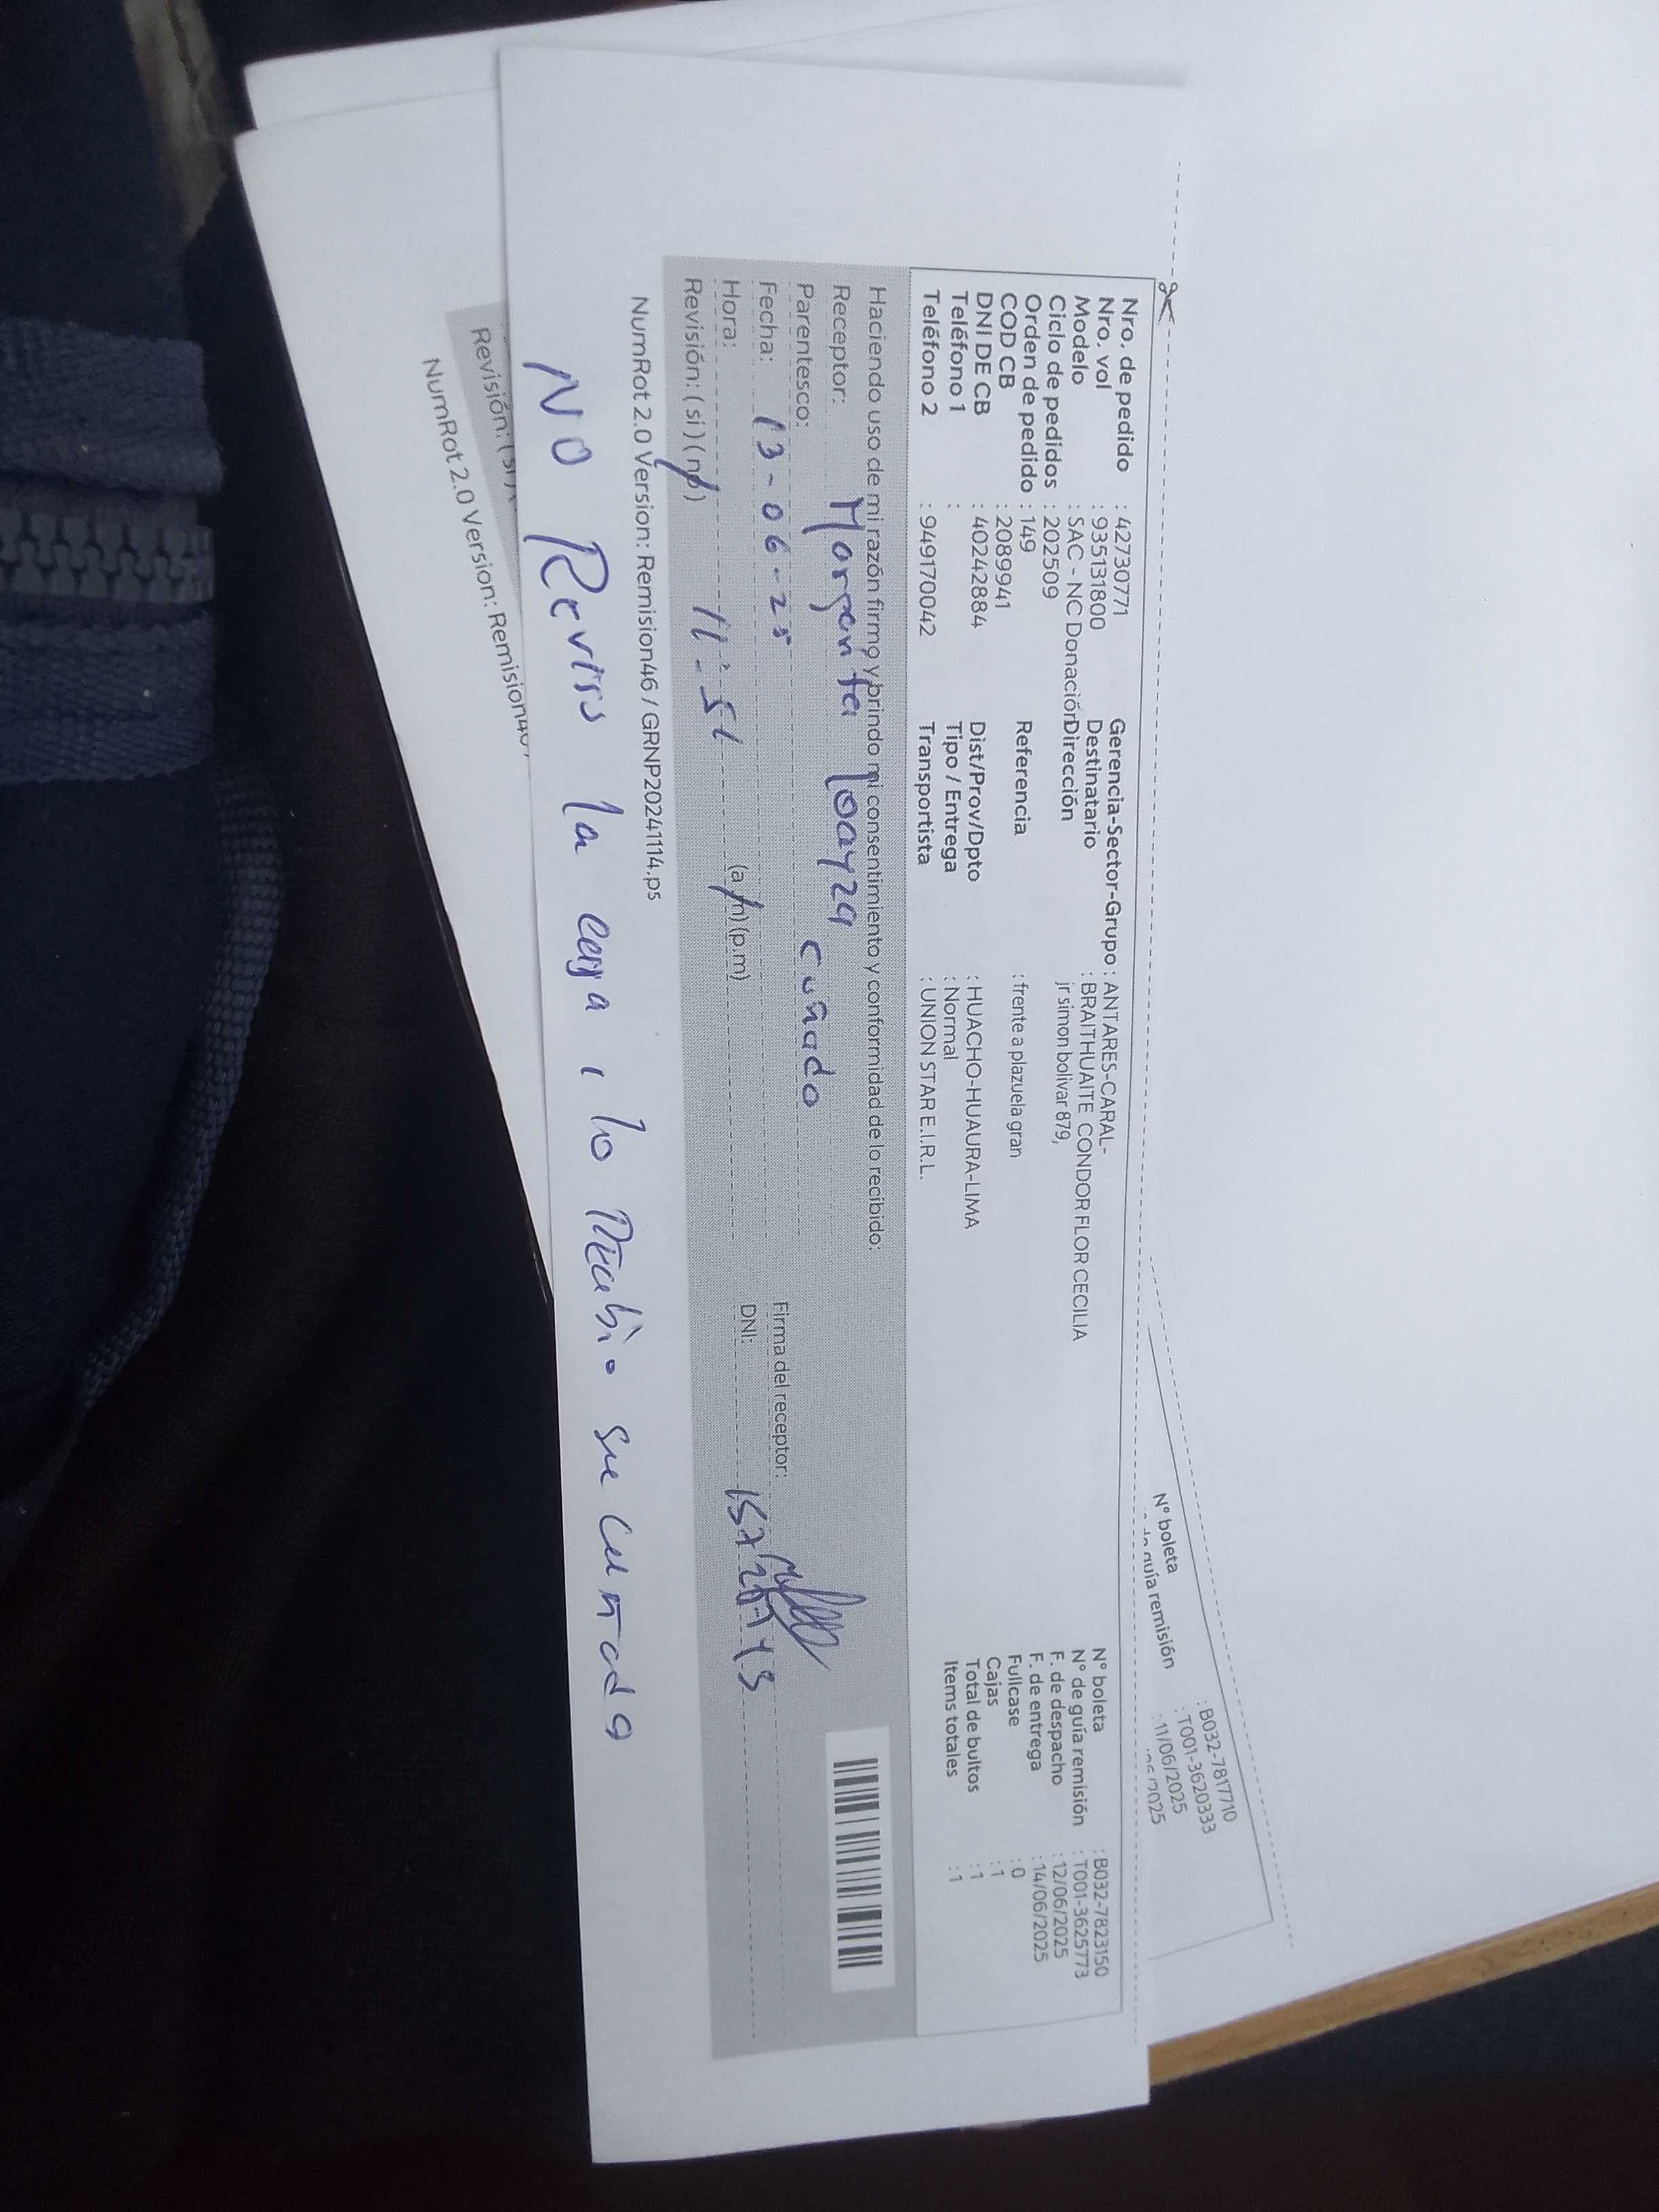 Nro. de pedido : 42730771
Nro. vol : 935131800
Modelo : SAC - NC Donación
Ciclo de pedidos : 202509
Orden de pedido : 149
COD CB : 2089941
DNI DE CB : 40242884
Teléfono 1 :
Teléfono 2 : 949170042
Gerencia-Sector-Grupo : ANTARES-CARAL-
Destinatario : BRAITHUAITE CONDOR FLOR CECILIA
Dirección jr simon bolivar 879,
Referencia : frente a plazuela gran
Dist/Prov/Dpto : HUACHO-HUAURA-LIMA
Tipo / Entrega : Normal
Transportista : UNION STAR E.I.R.L.
N° boleta : B032-7823150
N° de guía remisión : T001-3625773
F. de despacho : 12/06/2025
F. de entrega : 14/06/2025
Fullcase : 0
Cajas : 1
Total de bultos : 1
Items totales : 1
Haciendo uso de mi razón firmo y brindo mi consentimiento y conformidad de lo recibido:
Receptor: Margarita loayza
Parentesco: cuñado
Fecha: 13-06-25
Hora: 11:51 (a.m) (p.m)
Revisión: (si) (no)
Firma del receptor:
DNI:
NumRot 2.0 Version: Remision46 / GRNP20241114.ps
NO Reviso la caja, lo Recibio su cuñada
N° boleta : B032-7817710
guía remisión : T001-3620333
: 11/06/2025
Revisión: ( si )
NumRot 2.0 Version: Remision46 /